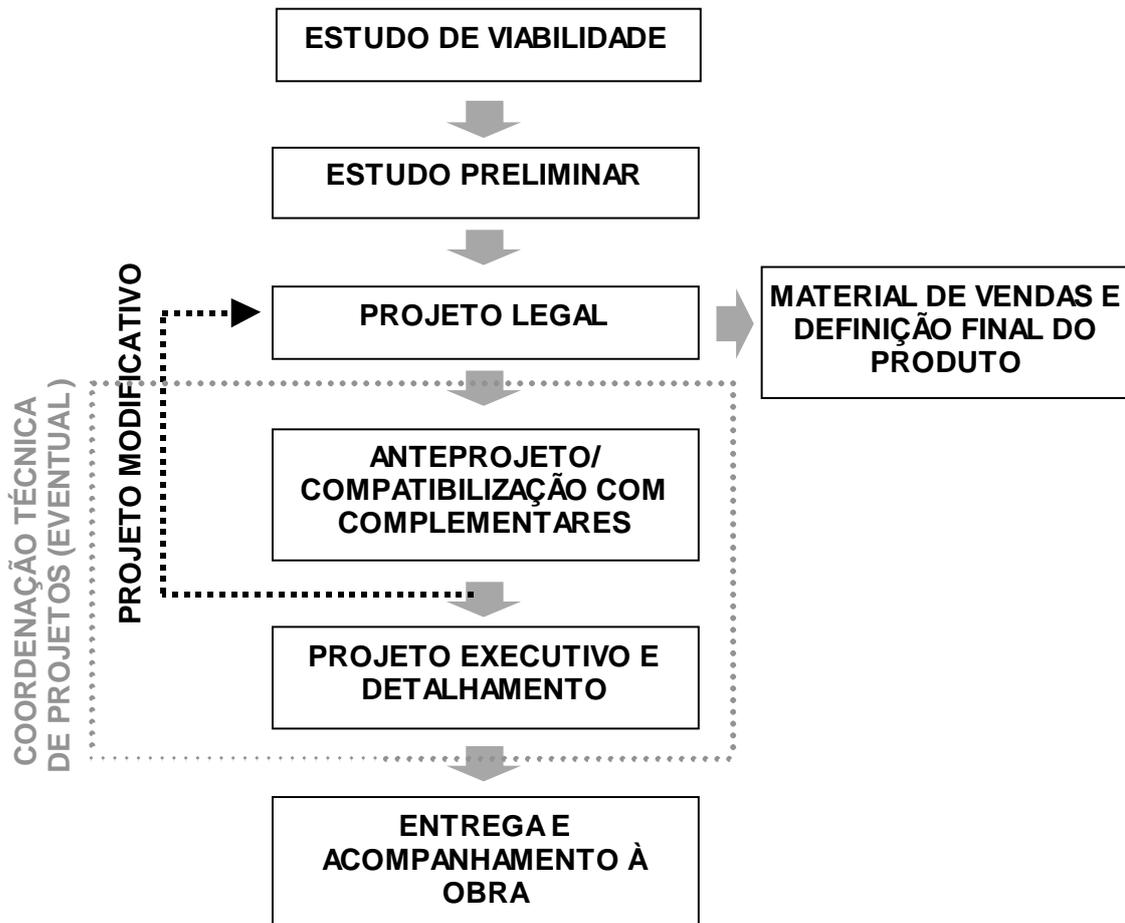 ESTUDO DE VIABILIDADE
ESTUDO PRELIMINAR
PROJETO LEGAL
MATERIAL DE VENDAS E
DEFINIÇÃO FINAL DO
PRODUTO
PROJETO MODIFICATIVO
COORDENAÇÃO TÉCNICA
DE PROJETOS (EVENTUAL)
ANTEPROJETO/
COMPATIBILIZAÇÃO COM
COMPLEMENTARES
PROJETO EXECUTIVO E
DETALHAMENTO
ENTREGA E
ACOMPANHAMENTO À
OBRA